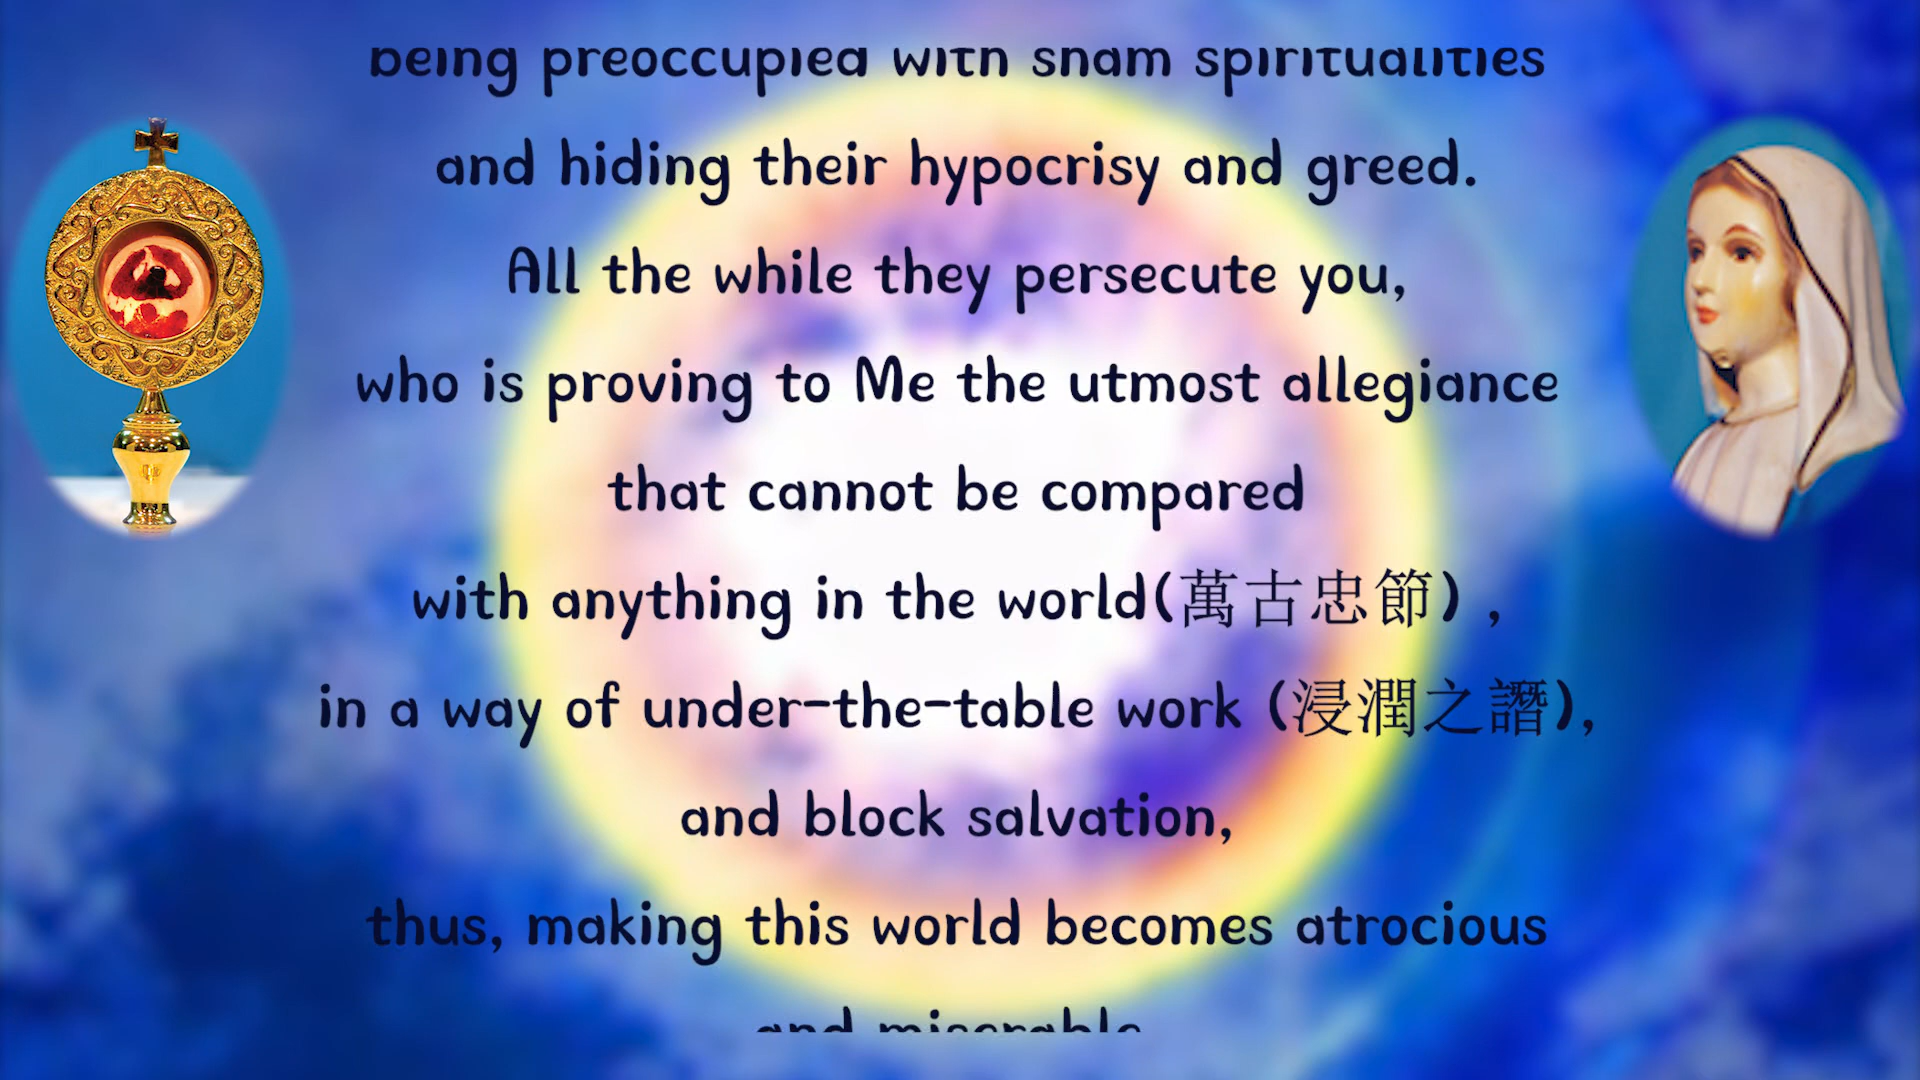 being preoccupied with sham spiritualities
and hiding their hypocrisy and greed.
All the while they persecute you,
who is proving to Me the utmost allegiance
that cannot be compared
with anything in the world(萬古忠節) ,
in a way of under-the-table work (浸潤之譖),
and block salvation,
thus, making this world becomes atrocious
and miserable